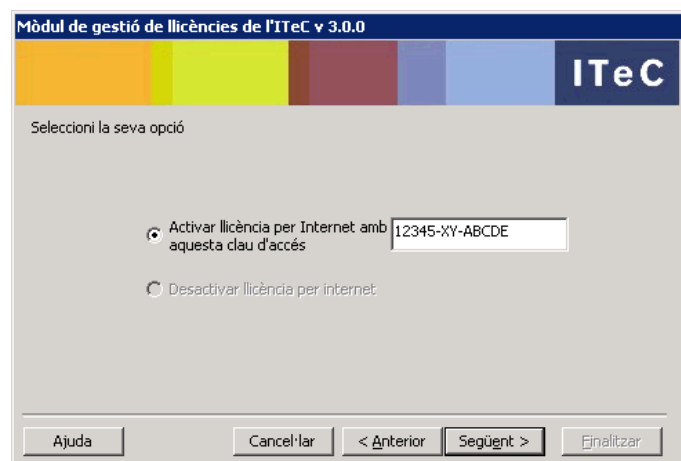 Mòdul de gestió de llicències de l'ITeC v 3.0.0
ITeC
Seleccioni la seva opció
Activar llicència per Internet amb
aquesta clau d'accés
12345-XY-ABCDE
Desactivar llicència per internet
Ajuda
Cancel·lar
< Anterior
Següent >
Finalitzar